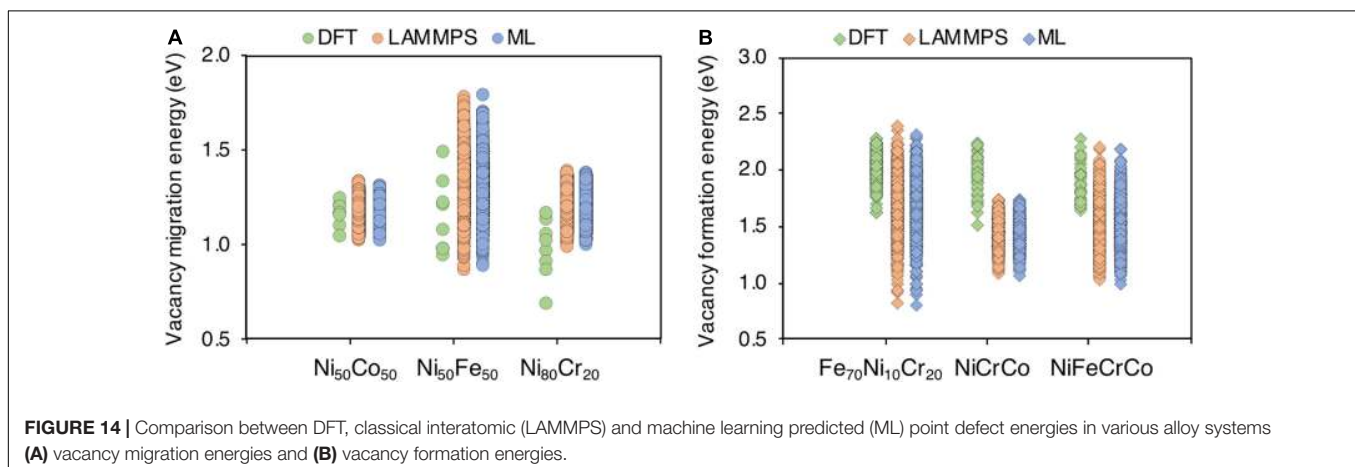 A
DFT LAMMPS ML
Vacancy migration energy (eV)
2.0
1.5
1.0
0.5
Ni₅₀Co₅₀ Ni₅₀Fe₅₀ Ni₈₀Cr₂₀
B
DFT LAMMPS ML
Vacancy formation energy (eV)
3.0
2.5
2.0
1.5
1.0
0.5
Fe₇₀Ni₁₀Cr₂₀ NiCrCo NiFeCrCo
FIGURE 14 | Comparison between DFT, classical interatomic (LAMMPS) and machine learning predicted (ML) point defect energies in various alloy systems
(A) vacancy migration energies and (B) vacancy formation energies.